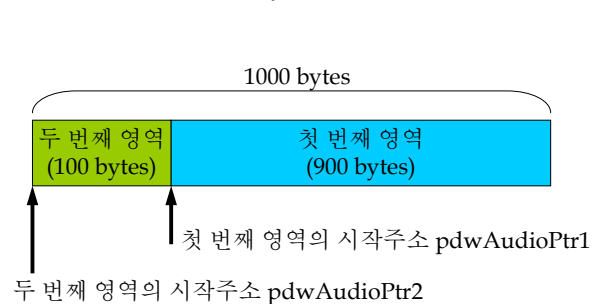 1000 bytes
두 번째 영역
(100 bytes)
첫 번째 영역
(900 bytes)
첫 번째 영역의 시작주소 pdwAudioPtr1
두 번째 영역의 시작주소 pdwAudioPtr2